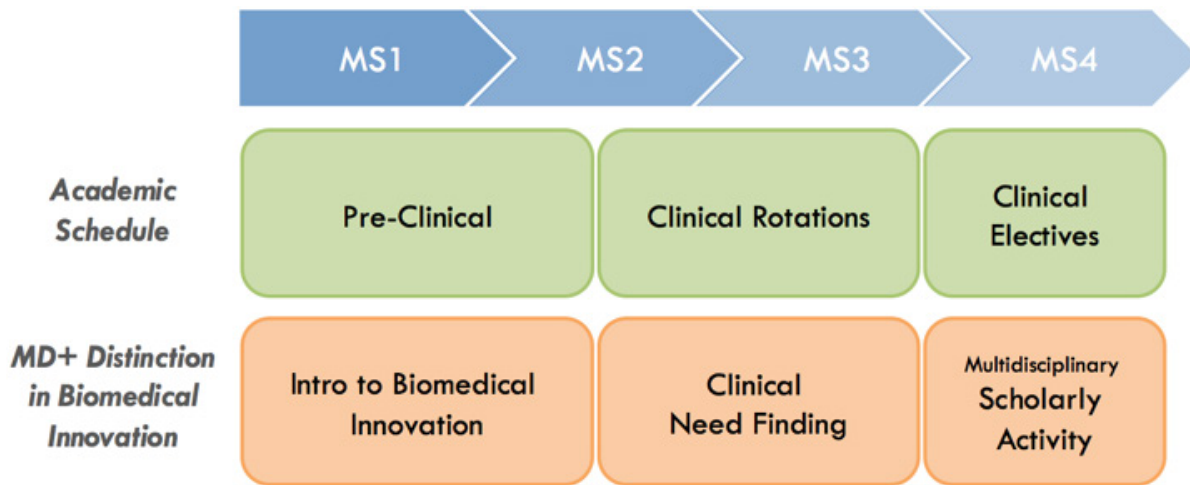 MS1
MS2
MS3
MS4
Academic
Schedule
Pre-Clinical
Clinical Rotations
Clinical
Electives
MD+ Distinction
in Biomedical
Innovation
Intro to Biomedical
Innovation
Clinical
Need Finding
Multidisciplinary
Scholarly
Activity